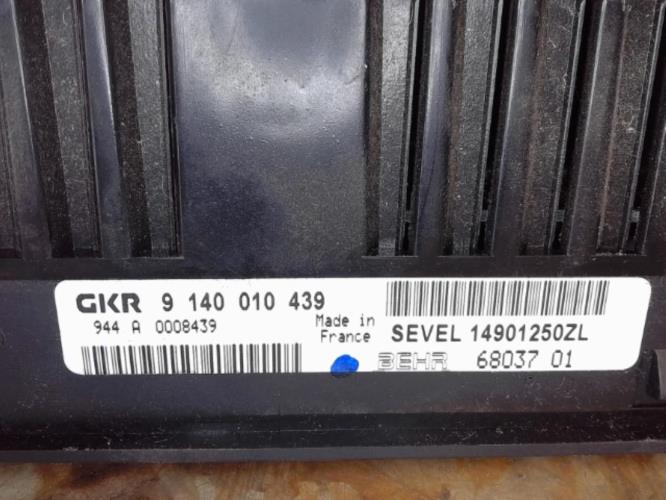 GKR 9 140 010 439
944 A 0008439
Made in
France
SEVEL 14901250ZL
BEHR 68037 01